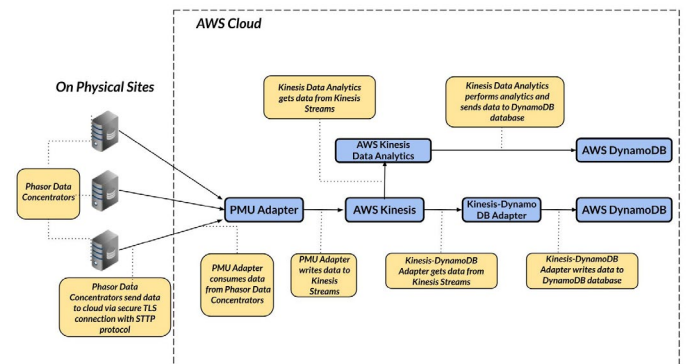 AWS Cloud
On Physical Sites
Kinesis Data Analytics
gets data from Kinesis
Streams
Kinesis Data Analytics
performs analytics and
sends data to DynamoDB
database
AWS Kinesis
Data Analytics
AWS DynamoDB
Phasor Data
Concentrators
PMU Adapter
AWS Kinesis
Kinesis-Dynamo
DB Adapter
AWS DynamoDB
Phasor Data
Concentrators send data
to cloud via secure TLS
connection with STTP
protocol
PMU Adapter
consumes data
from Phasor Data
Concentrators
PMU Adapter
writes data to
Kinesis
Streams
Kinesis-DynamoDB
Adapter gets data from
Kinesis Streams
Kinesis-DynamoDB
Adapter writes data to
DynamoDB database